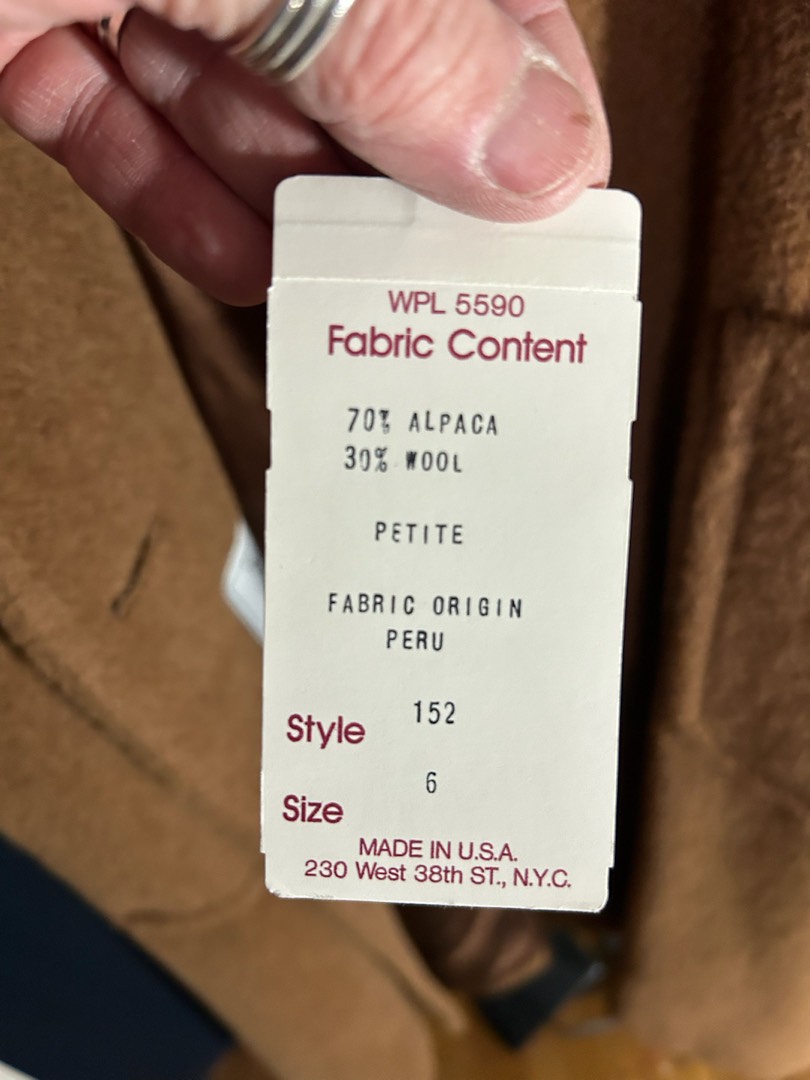 WPL 5590
Fabric Content
70% ALPACA
30% WOOL
PETITE
FABRIC ORIGIN
PERU
Style 152
Size 6
MADE IN U.S.A.
230 West 38th ST., N.Y.C.